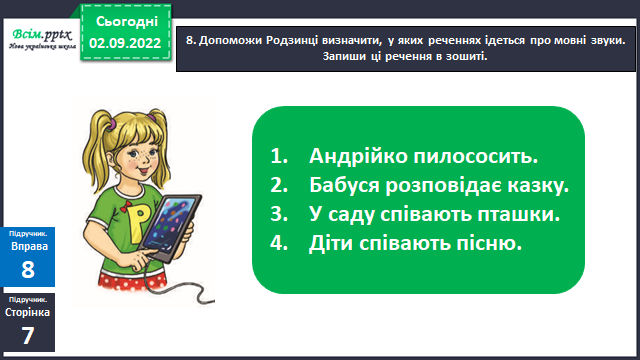 Всім.pptx
Нова українська школа
Сьогодні
02.09.2022
8. Допоможи Родзинці визначити, у яких реченнях ідеться про мовні звуки.
Запиши ці речення в зошиті.
1. Андрійко пилососить.
2. Бабуся розповідає казку.
3. У саду співають пташки.
4. Діти співають пісню.
Р
Підручник.
Вправа
8
Підручник.
Сторінка
7